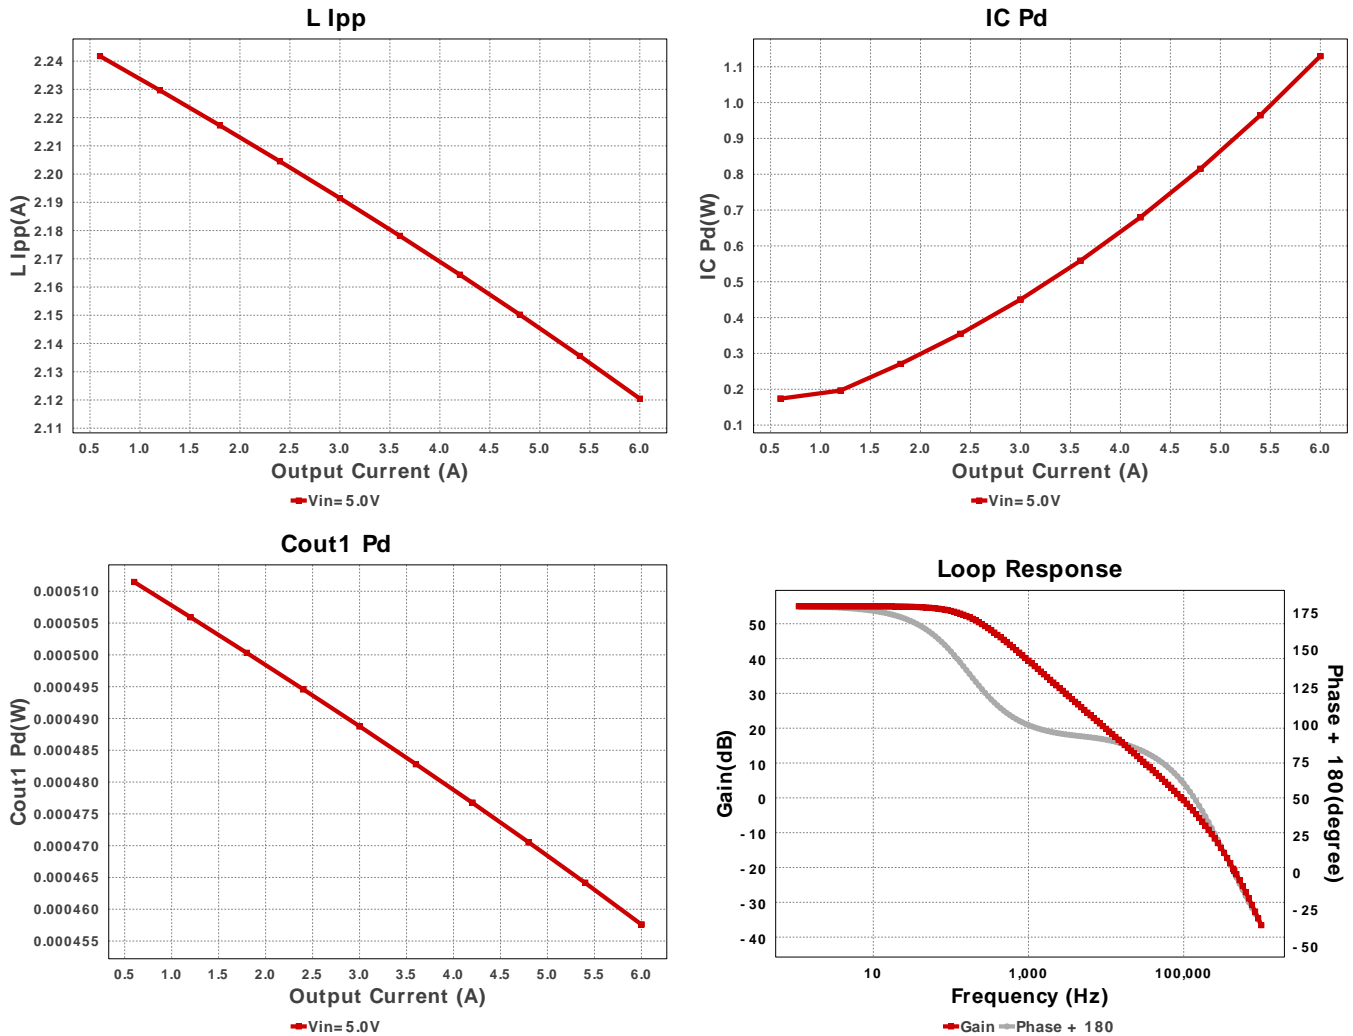 L Ipp
2.24
2.23
2.22
2.21
2.20
2.19
2.18
2.17
2.16
2.15
2.14
2.13
2.12
2.11
L Ipp(A)
0.5 1.0 1.5 2.0 2.5 3.0 3.5 4.0 4.5 5.0 5.5 6.0
Output Current (A)
Vin=5.0V
IC Pd
1.1
1.0
0.9
0.8
0.7
0.6
0.5
0.4
0.3
0.2
0.1
IC Pd(W)
0.5 1.0 1.5 2.0 2.5 3.0 3.5 4.0 4.5 5.0 5.5 6.0
Output Current (A)
Vin=5.0V
Cout1 Pd
0.000510
0.000505
0.000500
0.000495
0.000490
0.000485
0.000480
0.000475
0.000470
0.000465
0.000460
0.000455
Cout1 Pd(W)
0.5 1.0 1.5 2.0 2.5 3.0 3.5 4.0 4.5 5.0 5.5 6.0
Output Current (A)
Vin=5.0V
Loop Response
50
40
30
20
10
0
-10
-20
-30
-40
Gain(dB)
175
150
125
100
75
50
25
0
-25
-50
Phase + 180(degree)
10 1,000 100,000
Frequency (Hz)
Gain Phase + 180